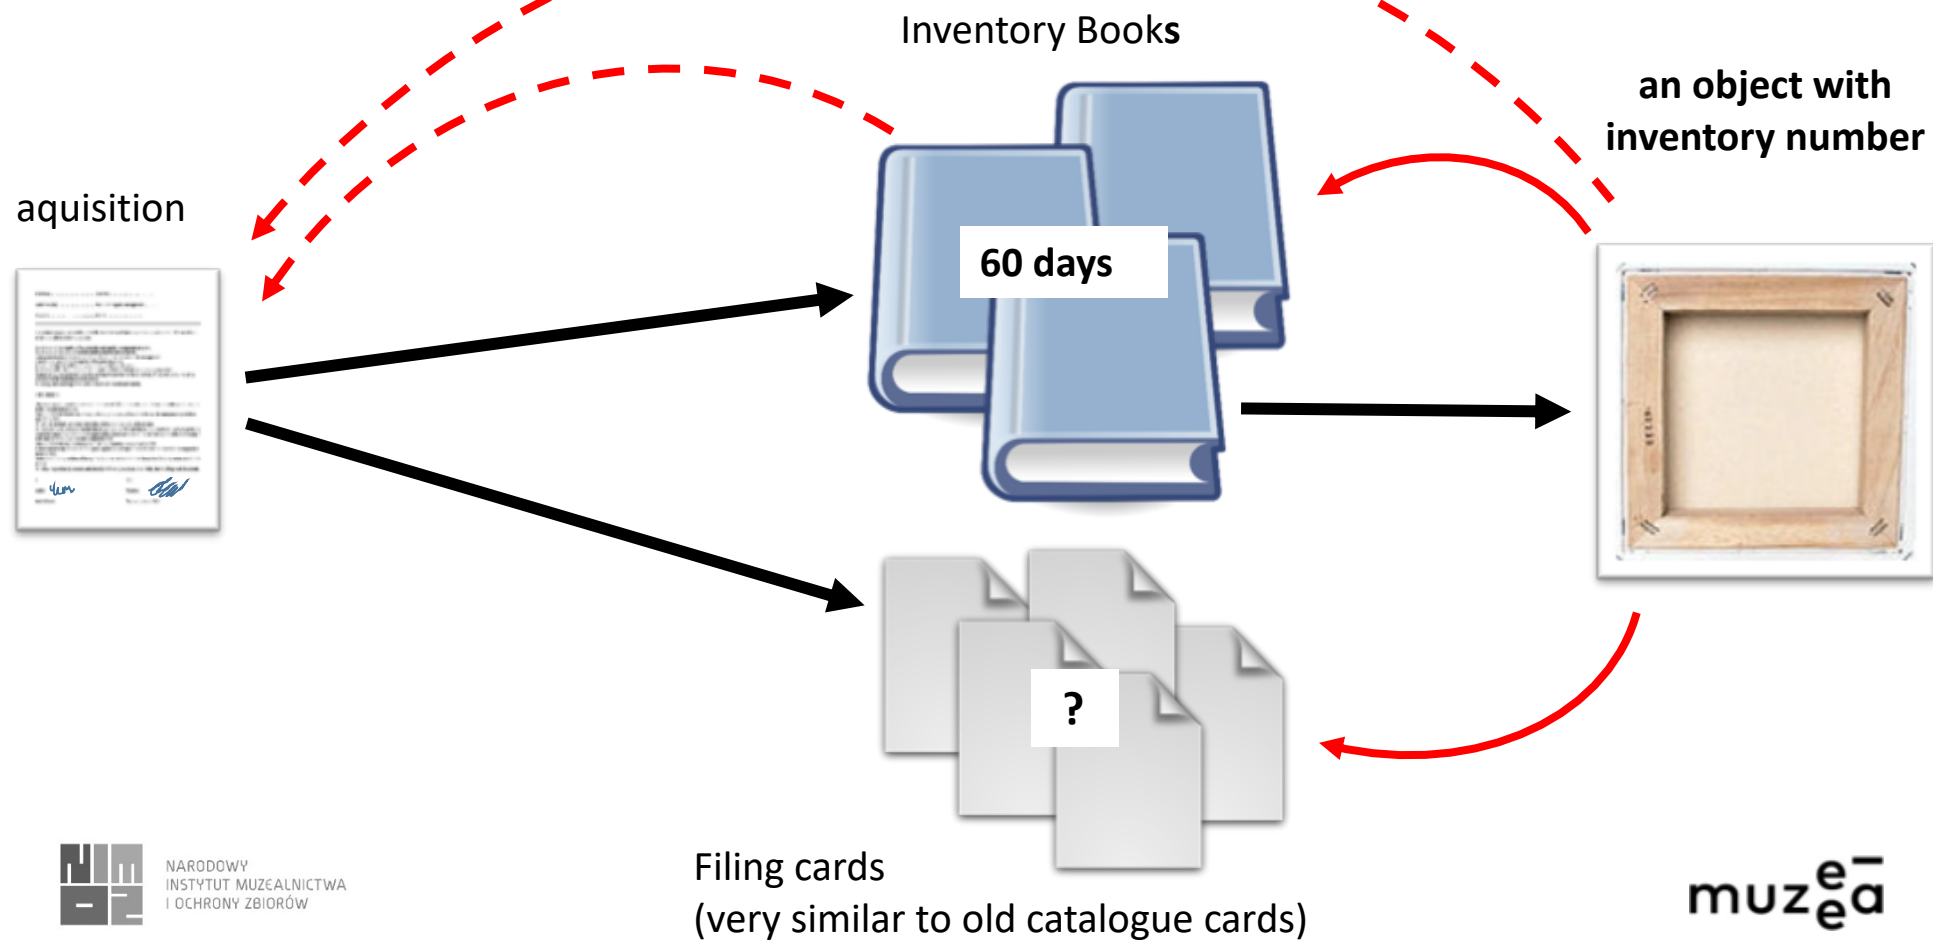 Inventory Books
an object with
inventory number
aquisition
60 days
?
Filing cards
(very similar to old catalogue cards)
NIMOZ
NARODOWY
INSTYTUT MUZEALNICTWA
I OCHRONY ZBIORÓW
muzea